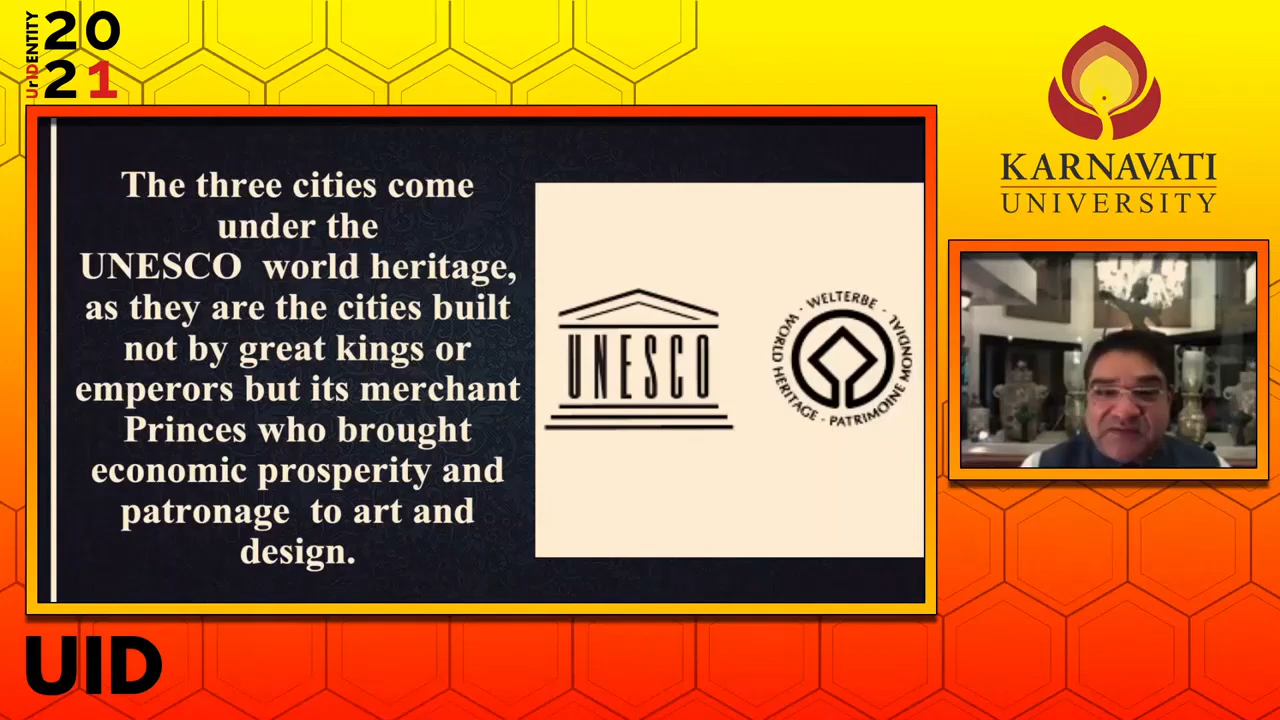 UrIDENTITY
20
21
The three cities come
under the
UNESCO world heritage,
as they are the cities built
not by great kings or
emperors but its merchant
Princes who brought
economic prosperity and
patronage to art and
design.
UNESCO
WORLD HERITAGE · WELTERBE · PATRIMOINE MONDIAL ·
KARNAVATI
UNIVERSITY
UID